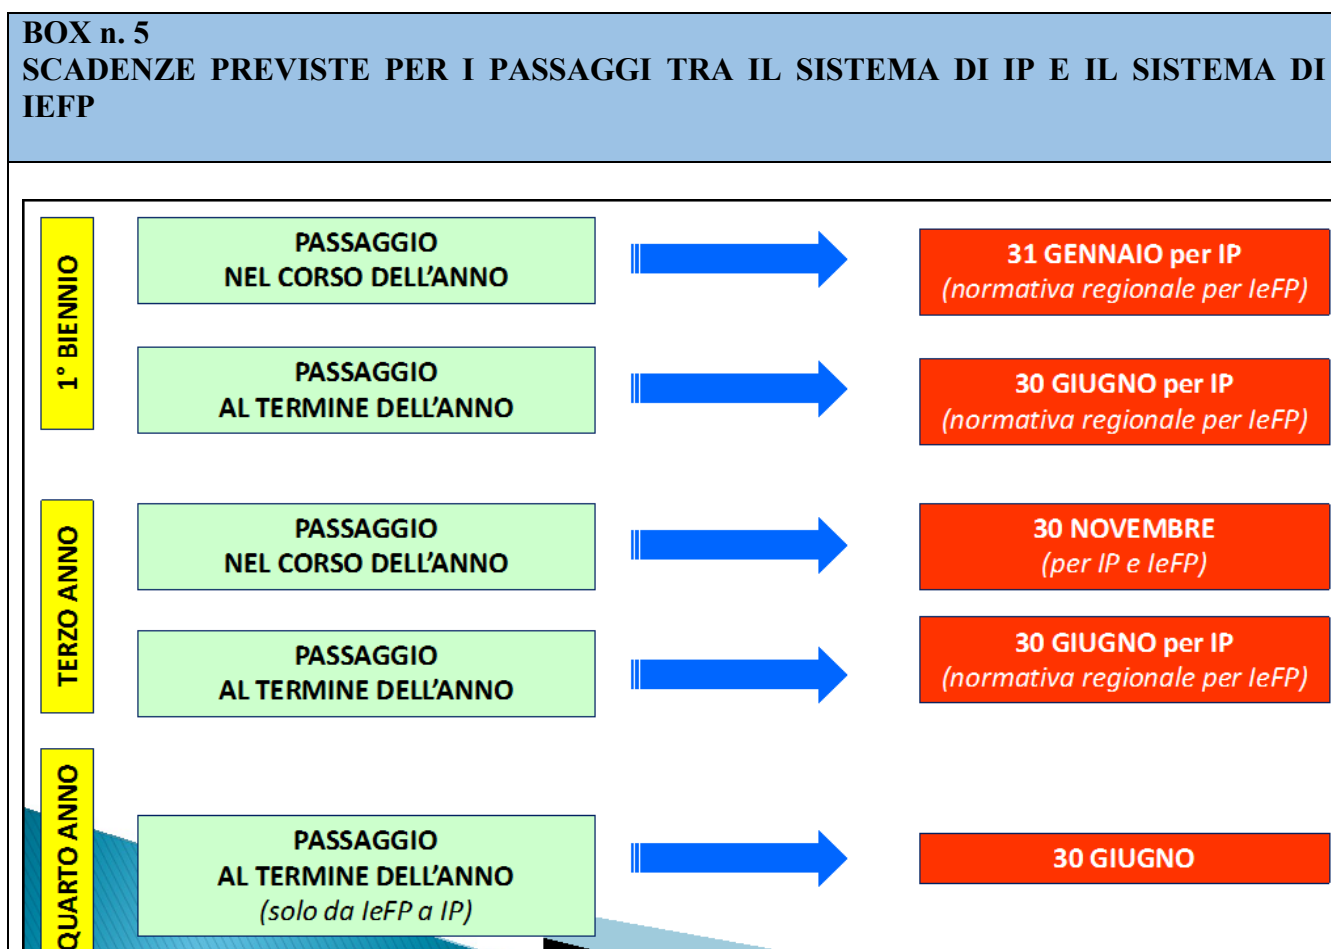 BOX n. 5
SCADENZE PREVISTE PER I PASSAGGI TRA IL SISTEMA DI IP E IL SISTEMA DI
IEFP
1° BIENNIO
PASSAGGIO
NEL CORSO DELL'ANNO
31 GENNAIO per IP
(normativa regionale per IeFP)
PASSAGGIO
AL TERMINE DELL'ANNO
30 GIUGNO per IP
(normativa regionale per IeFP)
TERZO ANNO
PASSAGGIO
NEL CORSO DELL'ANNO
30 NOVEMBRE
(per IP e IeFP)
PASSAGGIO
AL TERMINE DELL'ANNO
30 GIUGNO per IP
(normativa regionale per IeFP)
QUARTO ANNO
PASSAGGIO
AL TERMINE DELL'ANNO
(solo da IeFP a IP)
30 GIUGNO